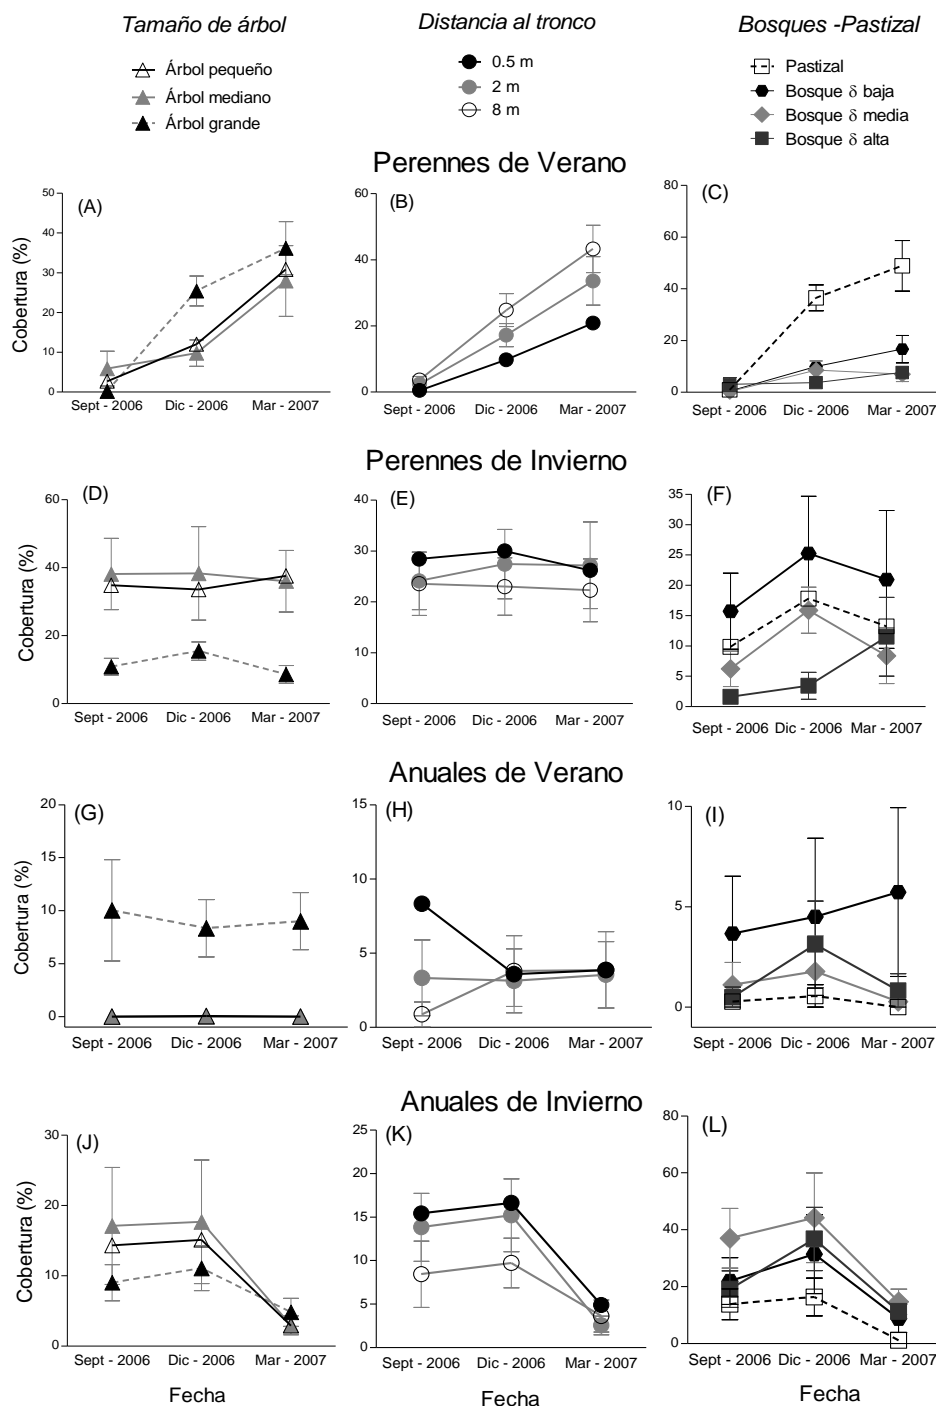 Tamaño de árbol
Árbol pequeño
Árbol mediano
Árbol grande
Distancia al tronco
0.5 m
2 m
8 m
Bosques -Pastizal
Pastizal
Bosque δ baja
Bosque δ media
Bosque δ alta
Perennes de Verano
(A)
Cobertura (%)
50
40
30
20
10
0
Sept - 2006 Dic - 2006 Mar - 2007
(B)
60
40
20
0
Sept - 2006 Dic - 2006 Mar - 2007
(C)
80
60
40
20
0
Sept - 2006 Dic - 2006 Mar - 2007
Perennes de Invierno
(D)
Cobertura (%)
60
40
20
0
Sept - 2006 Dic - 2006 Mar - 2007
(E)
40
30
20
10
0
Sept - 2006 Dic - 2006 Mar - 2007
(F)
35
30
25
20
15
10
5
0
Sept - 2006 Dic - 2006 Mar - 2007
Anuales de Verano
(G)
Cobertura (%)
20
15
10
5
0
Sept - 2006 Dic - 2006 Mar - 2007
(H)
15
10
5
0
Sept - 2006 Dic - 2006 Mar - 2007
(I)
10
5
0
Sept - 2006 Dic - 2006 Mar - 2007
Anuales de Invierno
(J)
Cobertura (%)
30
20
10
0
Sept - 2006 Dic - 2006 Mar - 2007
Fecha
(K)
25
20
15
10
5
0
Sept - 2006 Dic - 2006 Mar - 2007
Fecha
(L)
80
60
40
20
0
Sept - 2006 Dic - 2006 Mar - 2007
Fecha